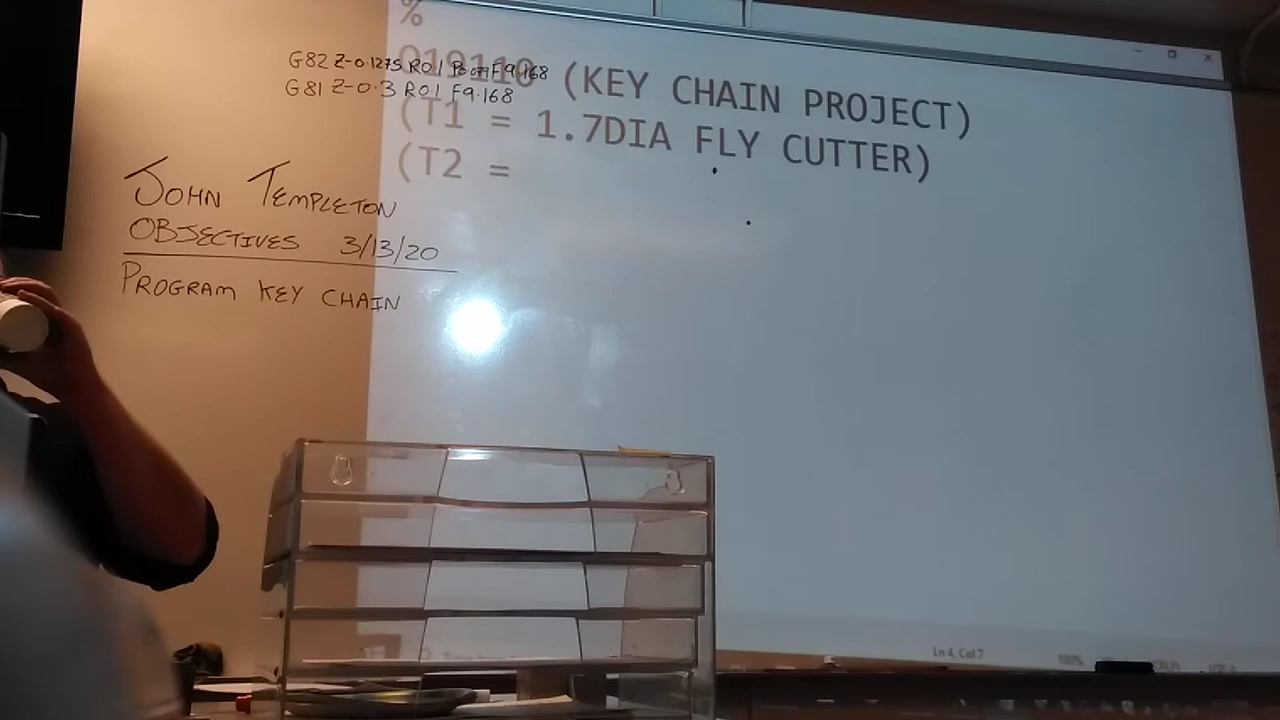 %
O19110 (KEY CHAIN PROJECT)
(T1 = 1.7DIA FLY CUTTER)
(T2 =
G82 Z-0.1275 R0.1 F9.168
G81 Z-0.3 R0.1 F9.168
JOHN TEMPLETON
OBJECTIVES 3/13/20
PROGRAM KEY CHAIN
Ln 4, Col 7
100%